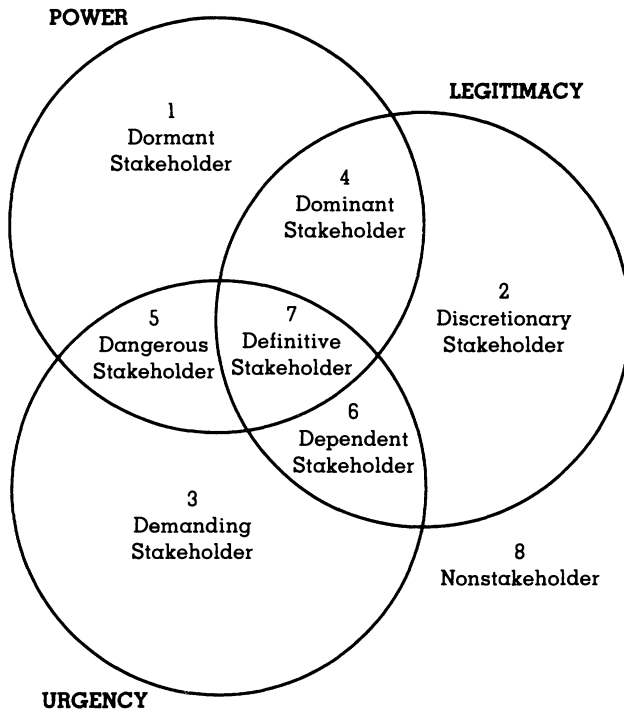 POWER
LEGITIMACY
1
Dormant
Stakeholder
4
Dominant
Stakeholder
2
Discretionary
Stakeholder
5
Dangerous
Stakeholder
7
Definitive
Stakeholder
6
Dependent
Stakeholder
3
Demanding
Stakeholder
8
Nonstakeholder
URGENCY